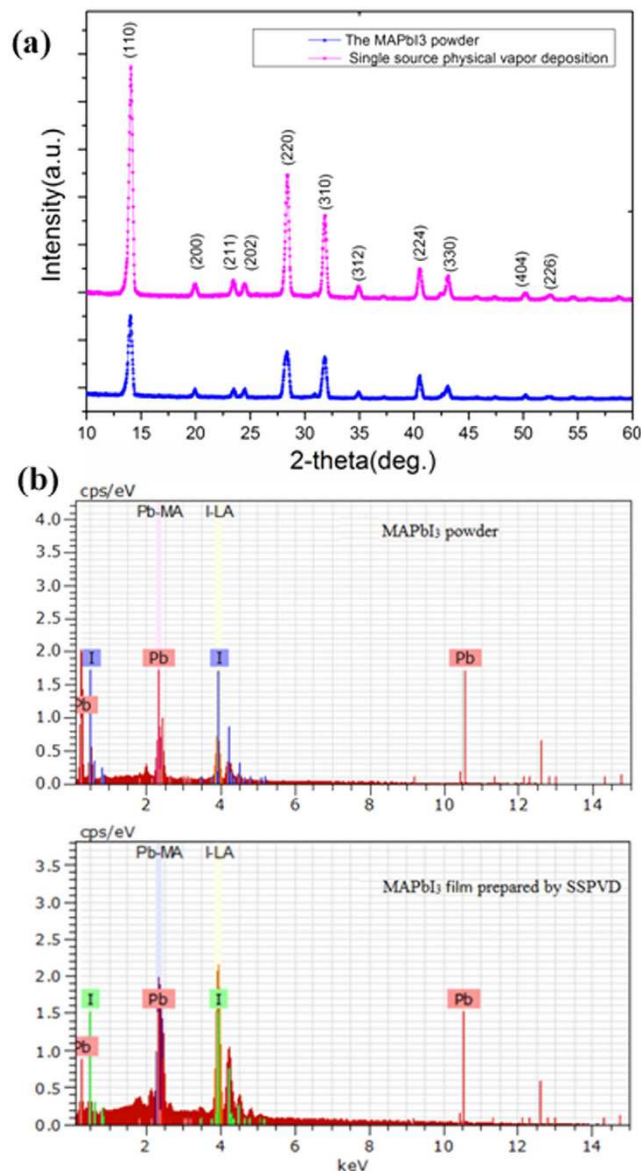 (a)
The MAPbI3 powder
Single source physical vapor deposition
Intensity(a.u.)
(110)
(200)
(211)
(202)
(220)
(310)
(312)
(224)
(330)
(404)
(226)
10 15 20 25 30 35 40 45 50 55 60
2-theta(deg.)
(b)
cps/eV
Pb-MA I-LA
MAPbI₃ powder
4.0
3.5
3.0
2.5
2.0
I Pb I Pb
1.5
Pb
1.0
0.5
0.0
2 4 6 8 10 12 14
cps/eV
Pb-MA I-LA
MAPbI₃ film prepared by SSPVD
3.5
3.0
2.5
2.0
I Pb I Pb
1.5
Pb
1.0
0.5
0.0
2 4 6 8 10 12 14
keV